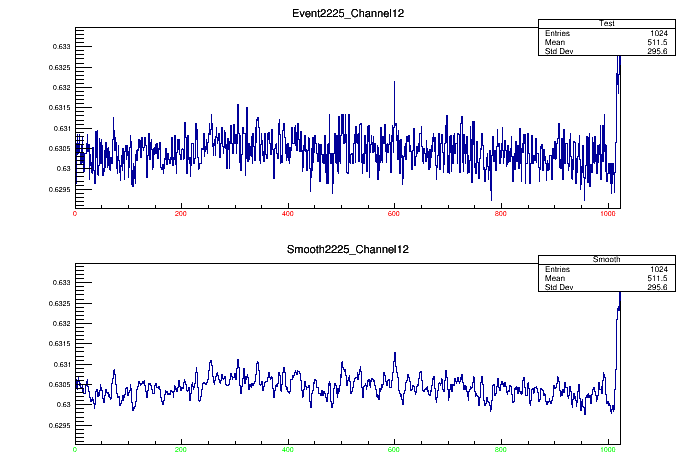 Event2225_Channel12
Test
Entries 1024
Mean 511.5
Std Dev 295.6
0.633
0.6325
0.632
0.6315
0.631
0.6305
0.63
0.6295
0 200 400 600 800 1000
Smooth2225_Channel12
Smooth
Entries 1024
Mean 511.5
Std Dev 295.6
0.633
0.6325
0.632
0.6315
0.631
0.6305
0.63
0.6295
0 200 400 600 800 1000